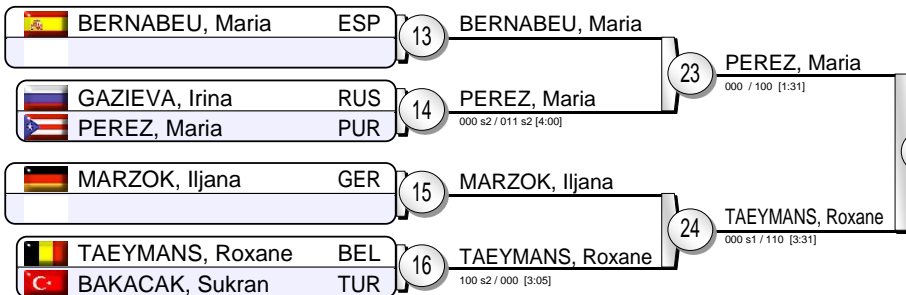 BERNABEU, Maria ESP
13
BERNABEU, Maria
GAZIEVA, Irina RUS
PEREZ, Maria PUR
14
PEREZ, Maria
000 s2 / 011 s2 [4:00]
23
PEREZ, Maria
000 / 100 [1:31]
MARZOK, Iljana GER
15
MARZOK, Iljana
TAEYMANS, Roxane BEL
BAKACAK, Sukran TUR
16
TAEYMANS, Roxane
100 s2 / 000 [3:05]
24
TAEYMANS, Roxane
000 s1 / 110 [3:31]